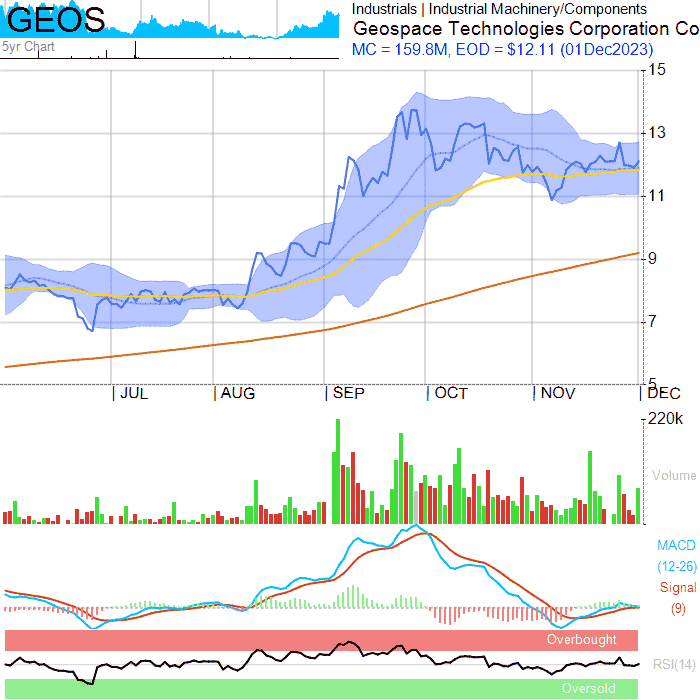 GEOS
Industrials | Industrial Machinery/Components
Geospace Technologies Corporation Co
5yr Chart
MC = 159.8M, EOD = $12.11 (01Dec2023)
15
13
11
9
7
5
JUL AUG SEP OCT NOV DEC
220k
Volume
MACD
(12-26)
Signal
(9)
Overbought
RSI(14)
Oversold